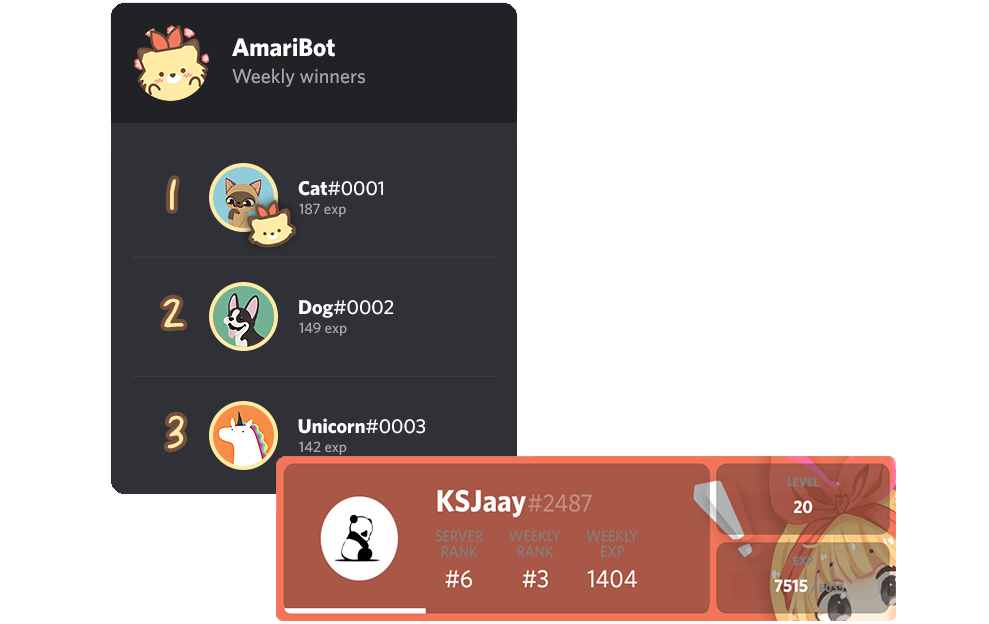 AmariBot
Weekly winners
1
Cat#0001
187 exp
2
Dog#0002
149 exp
3
Unicorn#0003
142 exp
KSJaay#2487
SERVER RANK
#6
WEEKLY RANK
#3
WEEKLY EXP
1404
LEVEL
20
EXP
7515 / 8035